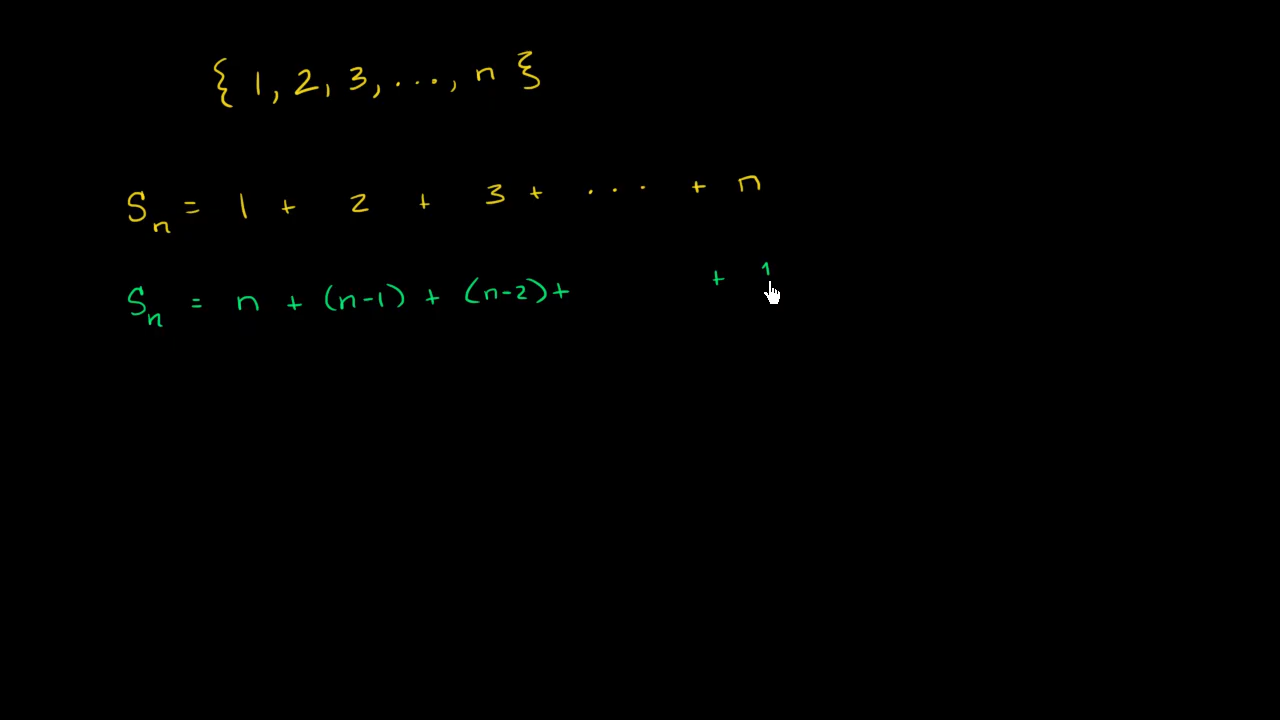 { 1, 2, 3, ..., n }
Sₙ = 1 + 2 + 3 + ... + n
Sₙ = n + (n-1) + (n-2) + + 1